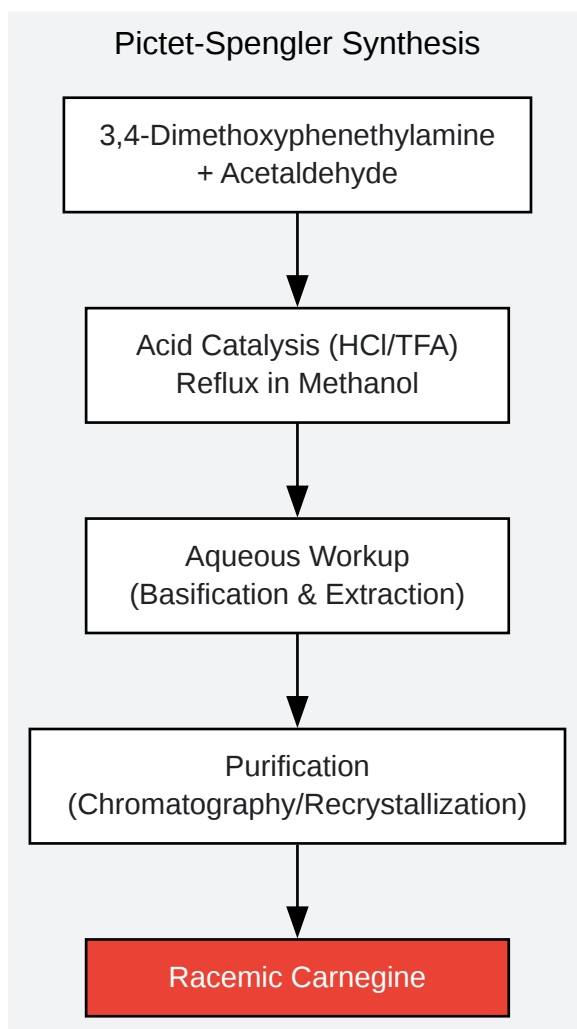 Pictet-Spengler Synthesis
3,4-Dimethoxyphenethylamine
+ Acetaldehyde
Acid Catalysis (HCl/TFA)
Reflux in Methanol
Aqueous Workup
(Basification & Extraction)
Purification
(Chromatography/Recrystallization)
Racemic Carnegine